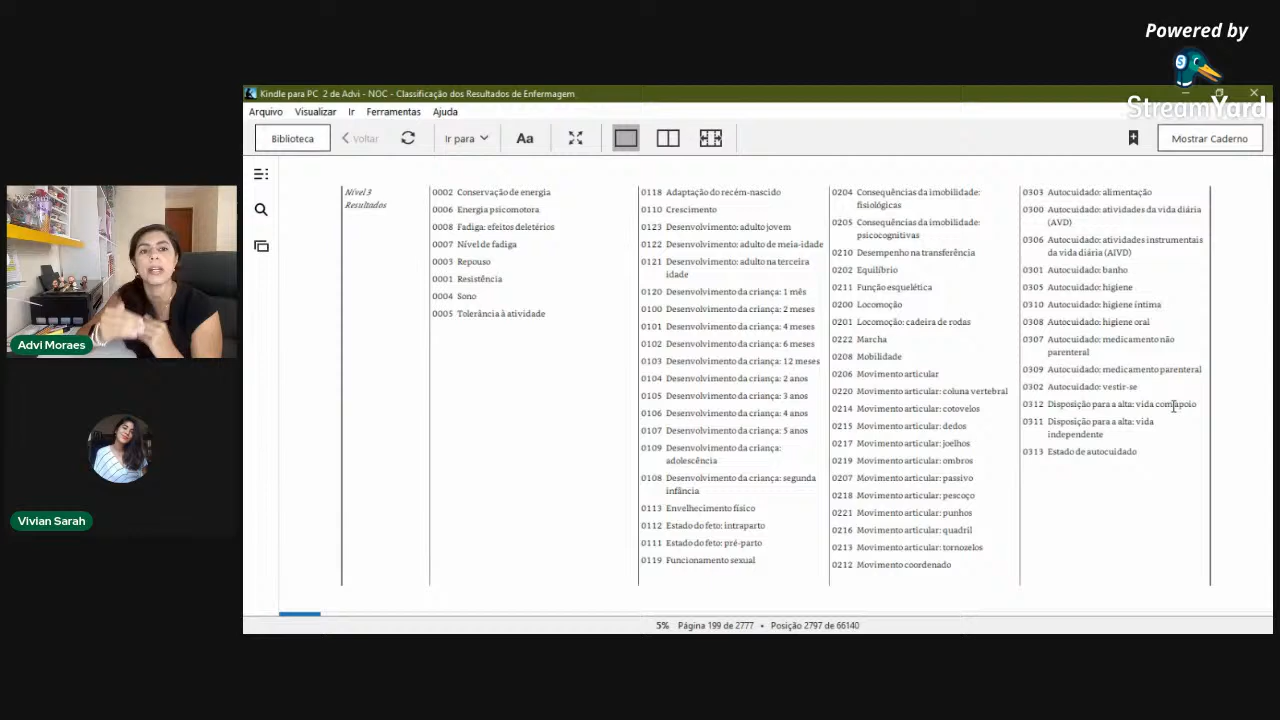 Powered by
StreamYard
Kindle para PC 2 de Advi - NOC - Classificação dos Resultados de Enfermagem
Arquivo Visualizar Ir Ferramentas Ajuda
Biblioteca Voltar Ir para Aa Mostrar Caderno
Nível 3
Resultados
0002 Conservação de energia
0006 Energia psicomotora
0008 Fadiga: efeitos deletérios
0007 Nível de fadiga
0003 Repouso
0001 Resistência
0004 Sono
0005 Tolerância à atividade
0118 Adaptação do recém-nascido
0110 Crescimento
0123 Desenvolvimento: adulto jovem
0122 Desenvolvimento: adulto de meia-idade
0121 Desenvolvimento: adulto na terceira
idade
0120 Desenvolvimento da criança: 1 mês
0100 Desenvolvimento da criança: 2 meses
0101 Desenvolvimento da criança: 4 meses
0102 Desenvolvimento da criança: 6 meses
0103 Desenvolvimento da criança: 12 meses
0104 Desenvolvimento da criança: 2 anos
0105 Desenvolvimento da criança: 3 anos
0106 Desenvolvimento da criança: 4 anos
0107 Desenvolvimento da criança: 5 anos
0109 Desenvolvimento da criança:
adolescência
0108 Desenvolvimento da criança: segunda
infância
0113 Envelhecimento físico
0112 Estado do feto: intraparto
0111 Estado do feto: pré-parto
0119 Funcionamento sexual
0204 Consequências da imobilidade:
fisiológicas
0205 Consequências da imobilidade:
psicocognitivas
0210 Desempenho na transferência
0202 Equilíbrio
0211 Função esquelética
0200 Locomoção
0201 Locomoção: cadeira de rodas
0222 Marcha
0208 Mobilidade
0206 Movimento articular
0220 Movimento articular: coluna vertebral
0214 Movimento articular: cotovelos
0215 Movimento articular: dedos
0217 Movimento articular: joelhos
0219 Movimento articular: ombros
0207 Movimento articular: passivo
0218 Movimento articular: pescoço
0221 Movimento articular: punhos
0216 Movimento articular: quadril
0213 Movimento articular: tornozelos
0212 Movimento coordenado
0303 Autocuidado: alimentação
0300 Autocuidado: atividades da vida diária
(AVD)
0306 Autocuidado: atividades instrumentais
da vida diária (AIVD)
0301 Autocuidado: banho
0305 Autocuidado: higiene
0310 Autocuidado: higiene íntima
0308 Autocuidado: higiene oral
0307 Autocuidado: medicamento não
parenteral
0309 Autocuidado: medicamento parenteral
0302 Autocuidado: vestir-se
0312 Disposição para a alta: vida com apoio
0311 Disposição para a alta: vida
independente
0313 Estado de autocuidado
5% Página 199 de 2777 • Posição 2797 de 66140
Advi Moraes
Vivian Sarah